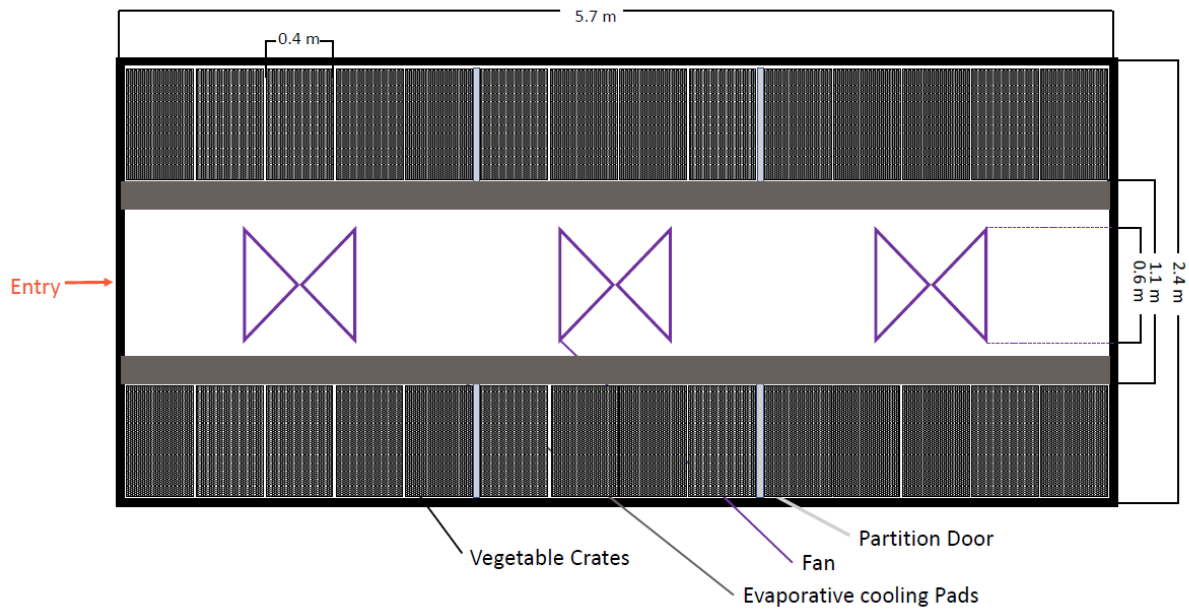 5.7 m
0.4 m
Entry
0.6 m
1.1 m
2.4 m
Vegetable Crates
Partition Door
Fan
Evaporative cooling Pads